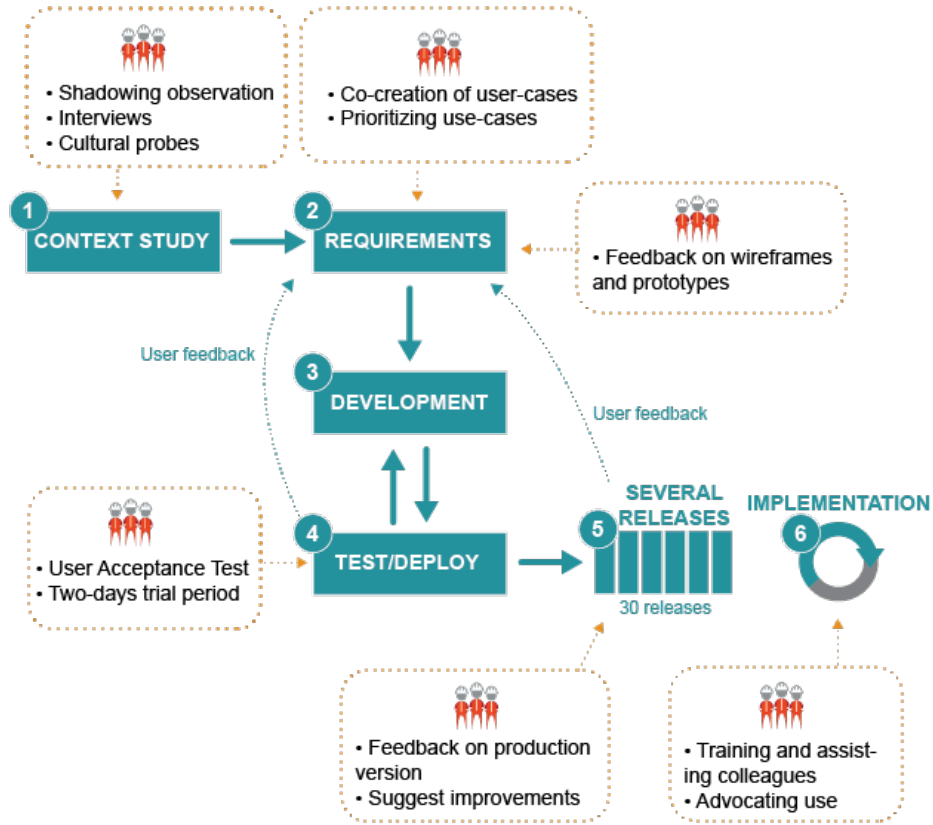 • Shadowing observation
• Interviews
• Cultural probes
• Co-creation of user-cases
• Prioritizing use-cases
1
CONTEXT STUDY
2
REQUIREMENTS
• Feedback on wireframes
and prototypes
User feedback
3
DEVELOPMENT
User feedback
• User Acceptance Test
• Two-days trial period
4
TEST/DEPLOY
SEVERAL
RELEASES
5
30 releases
IMPLEMENTATION
6
• Feedback on production
version
• Suggest improvements
• Training and assist-
ing colleagues
• Advocating use